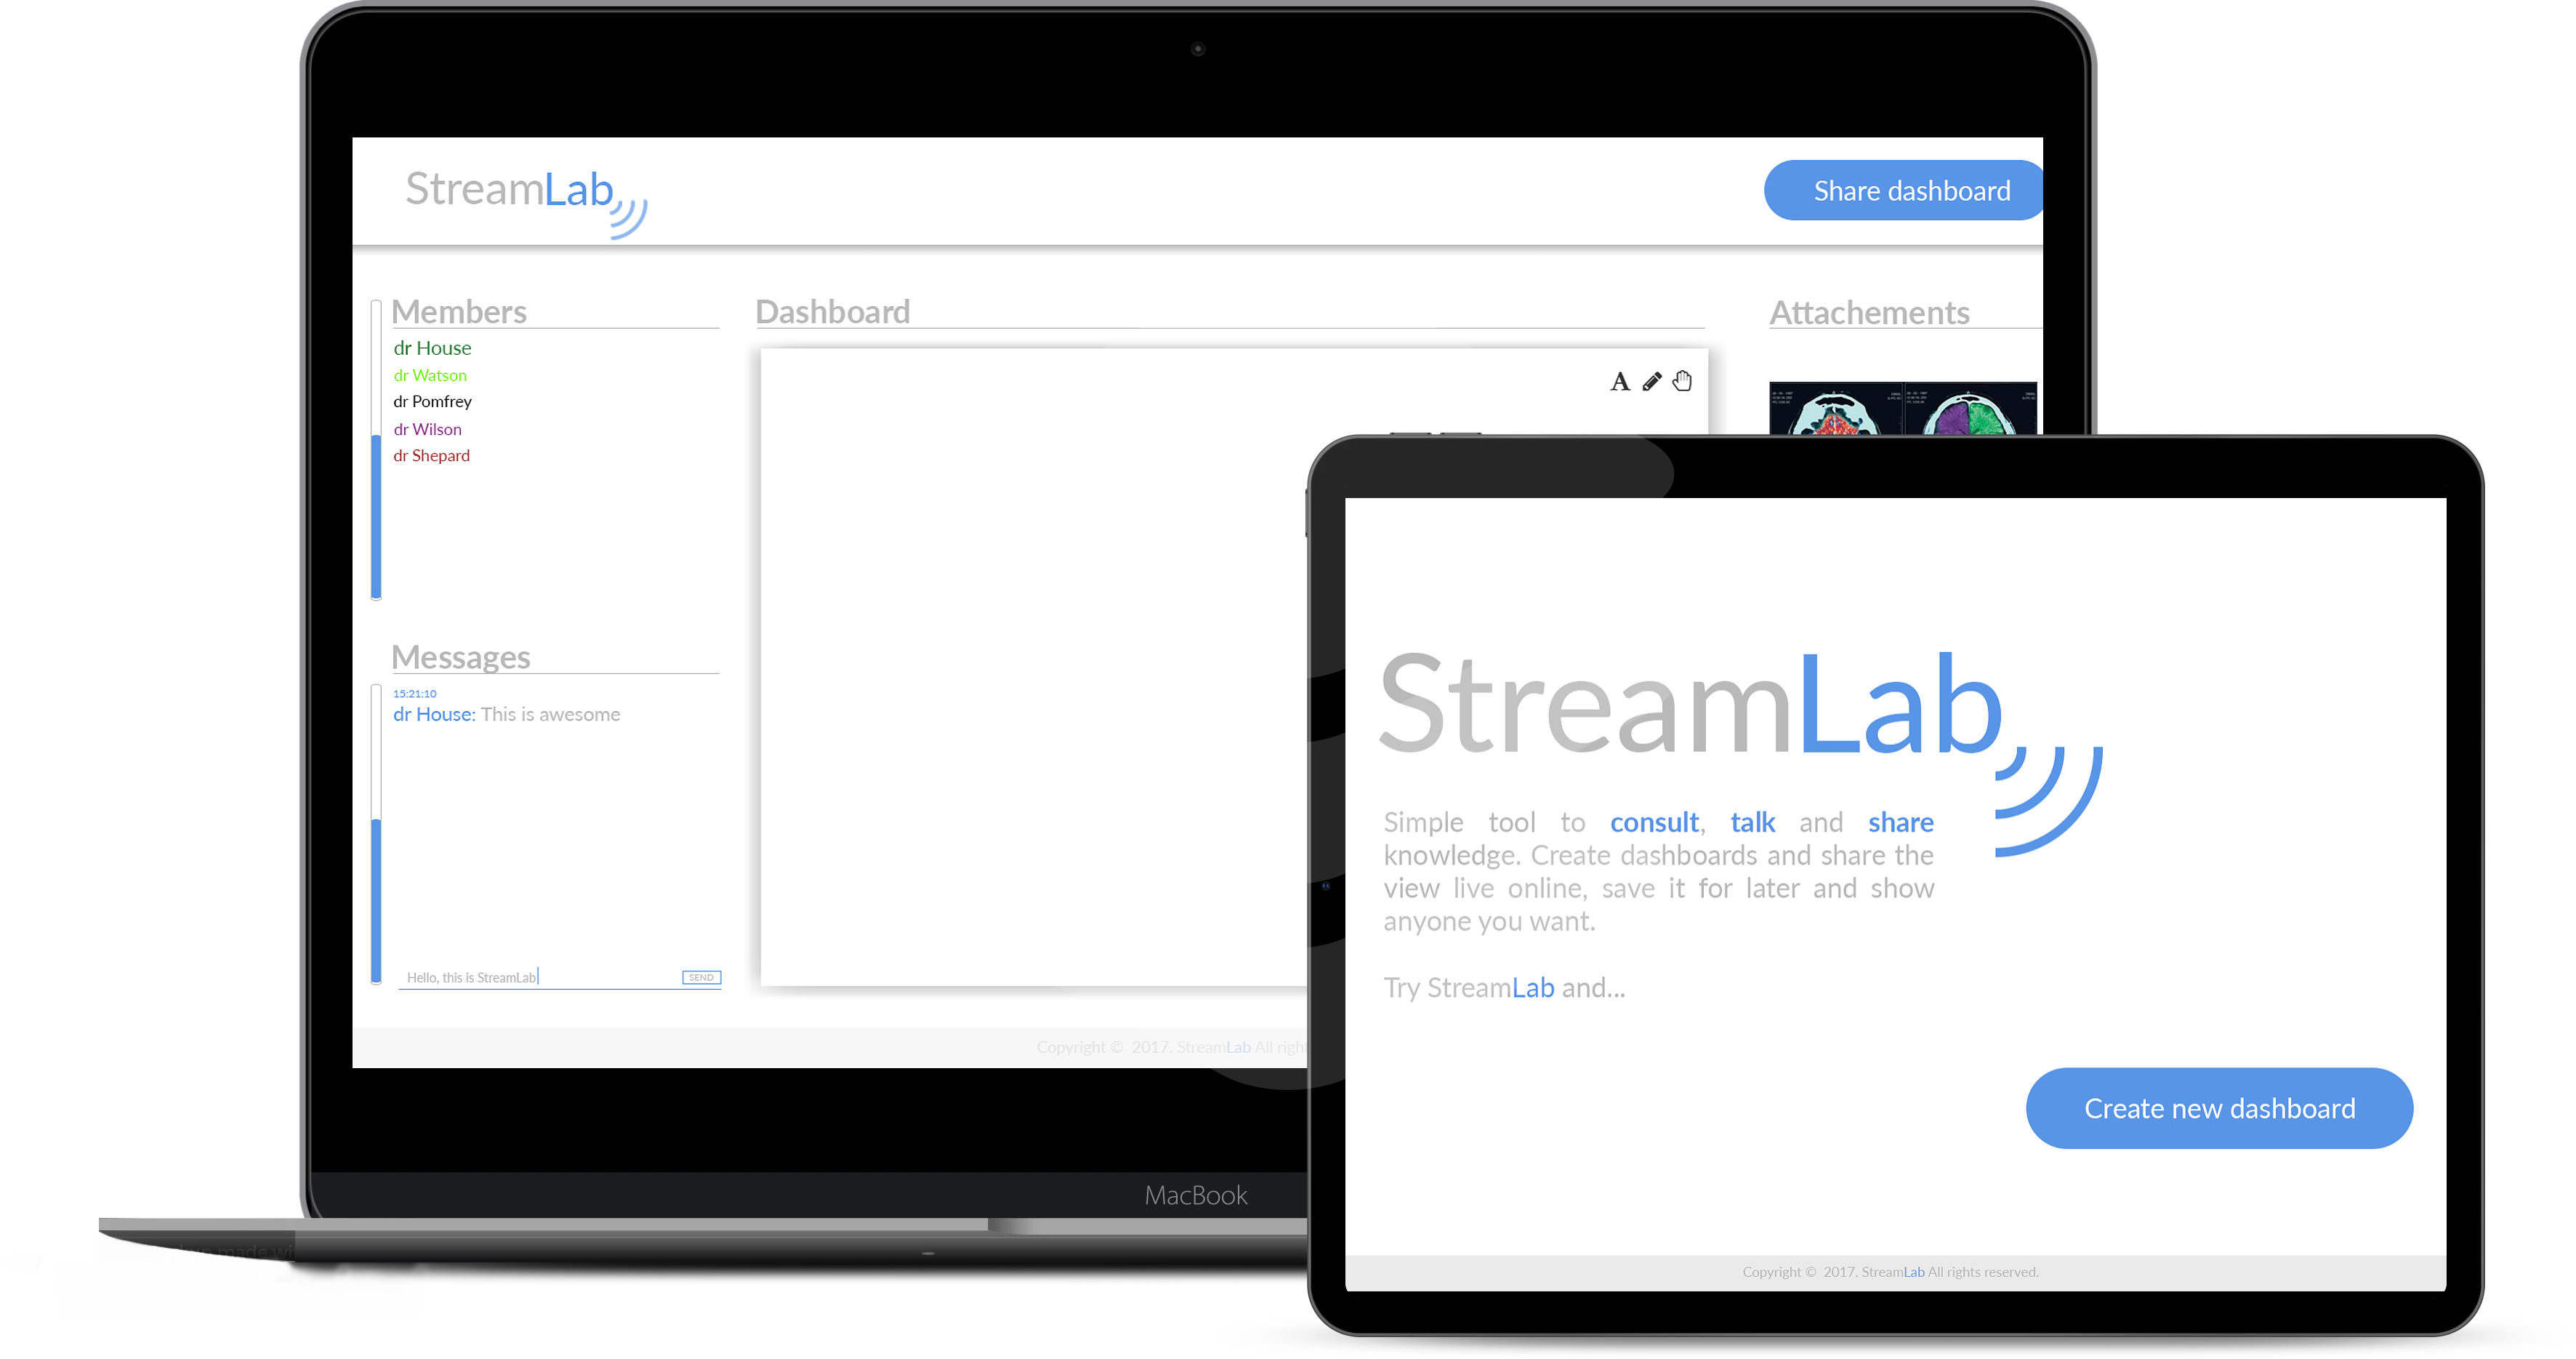 StreamLab
Share dashboard
Members
dr House
dr Watson
dr Pomfrey
dr Wilson
dr Shepard
Messages
15:21:10
dr House: This is awesome
Hello, this is StreamLab
SEND
Dashboard
A
Attachements
Copyright © 2017. StreamLab All right
MacBook
made wi
StreamLab
Simple tool to consult, talk and share
knowledge. Create dashboards and share the
view live online, save it for later and show
anyone you want.
Try StreamLab and...
Create new dashboard
Copyright © 2017. StreamLab All rights reserved.